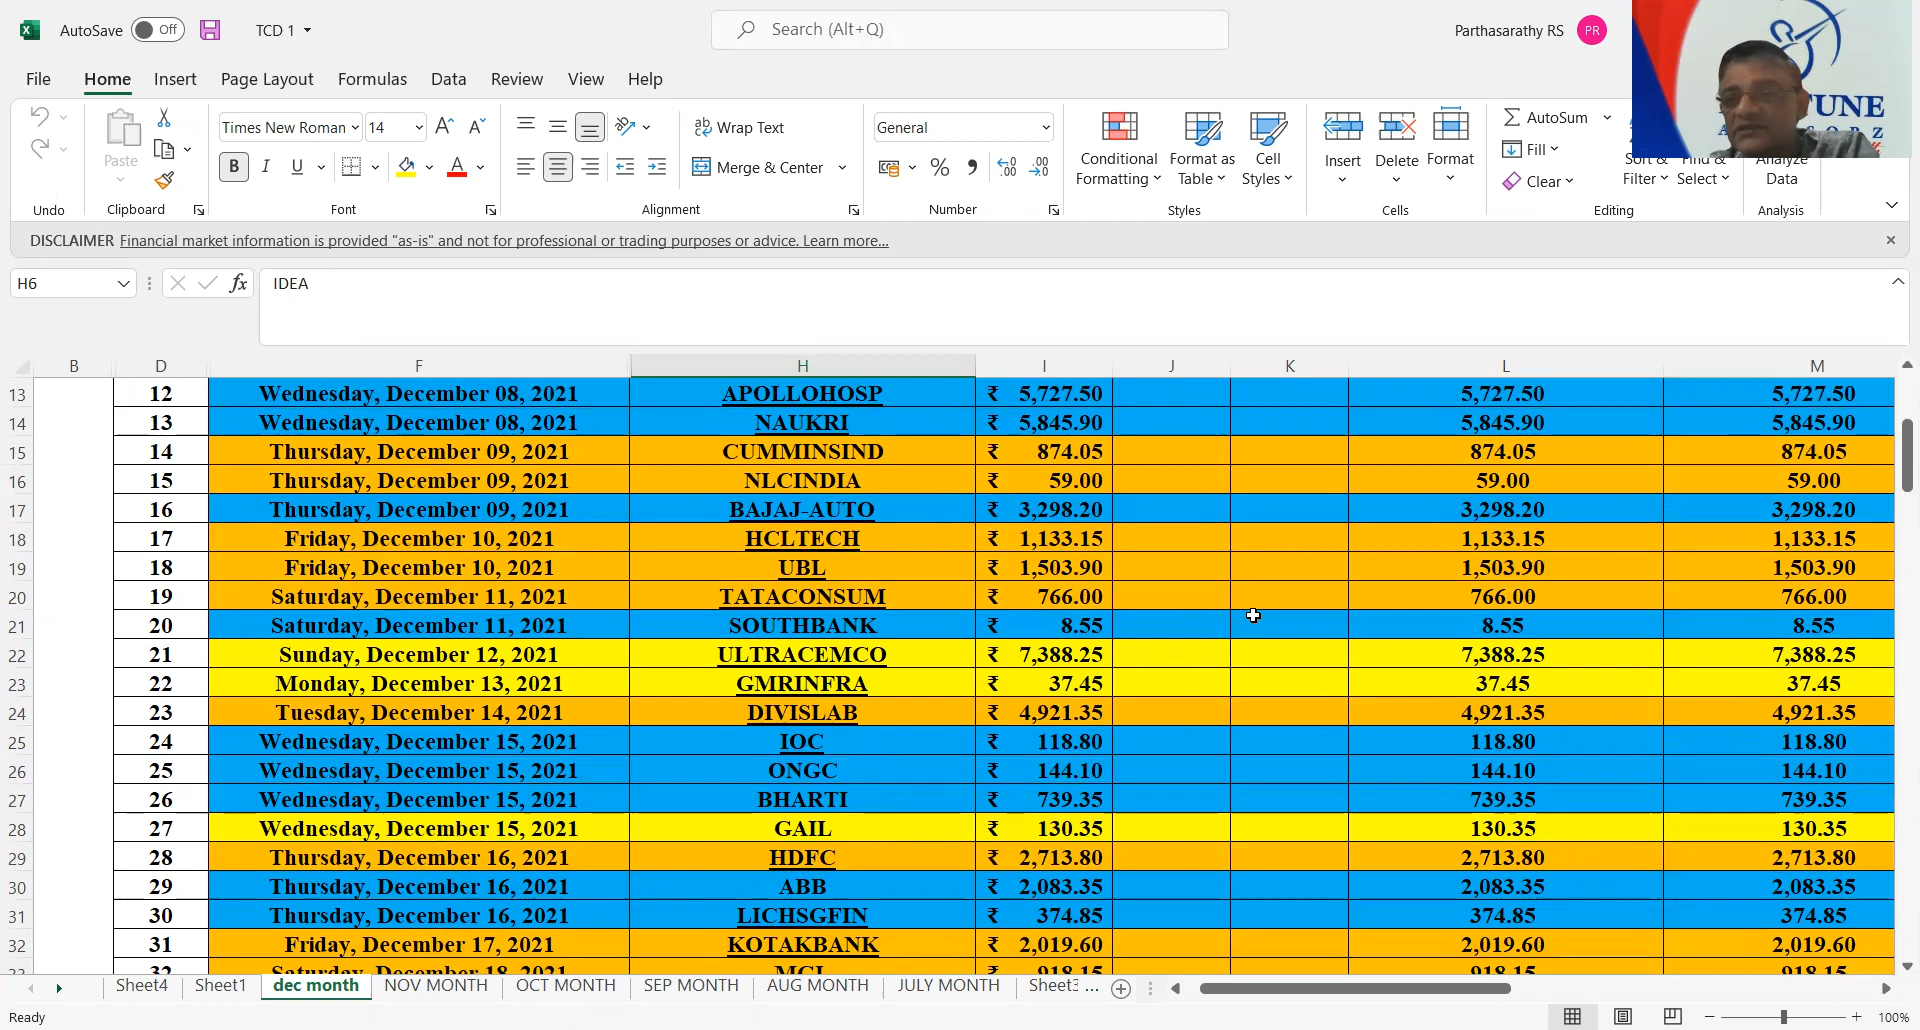 AutoSave Off TCD 1 Search (Alt+Q) Parthasarathy RS PR
File Home Insert Page Layout Formulas Data Review View Help
Times New Roman 14 Wrap Text General AutoSum
Paste B I U Merge & Center % Conditional Formatting Format as Table Cell Styles Insert Delete Format Fill Sort & Filter Find & Select Analyze Data
Clear
Undo Clipboard Font Alignment Number Styles Cells Editing Analysis
DISCLAIMER Financial market information is provided "as-is" and not for professional or trading purposes or advice. Learn more...
H6 fx IDEA
B D F H I J K L M
13 12 Wednesday, December 08, 2021 APOLLOHOSP ₹ 5,727.50 5,727.50 5,727.50
14 13 Wednesday, December 08, 2021 NAUKRI ₹ 5,845.90 5,845.90 5,845.90
15 14 Thursday, December 09, 2021 CUMMINSIND ₹ 874.05 874.05 874.05
16 15 Thursday, December 09, 2021 NLCINDIA ₹ 59.00 59.00 59.00
17 16 Thursday, December 09, 2021 BAJAJ-AUTO ₹ 3,298.20 3,298.20 3,298.20
18 17 Friday, December 10, 2021 HCLTECH ₹ 1,133.15 1,133.15 1,133.15
19 18 Friday, December 10, 2021 UBL ₹ 1,503.90 1,503.90 1,503.90
20 19 Saturday, December 11, 2021 TATACONSUM ₹ 766.00 766.00 766.00
21 20 Saturday, December 11, 2021 SOUTHBANK ₹ 8.55 8.55 8.55
22 21 Sunday, December 12, 2021 ULTRACEMCO ₹ 7,388.25 7,388.25 7,388.25
23 22 Monday, December 13, 2021 GMRINFRA ₹ 37.45 37.45 37.45
24 23 Tuesday, December 14, 2021 DIVISLAB ₹ 4,921.35 4,921.35 4,921.35
25 24 Wednesday, December 15, 2021 IOC ₹ 118.80 118.80 118.80
26 25 Wednesday, December 15, 2021 ONGC ₹ 144.10 144.10 144.10
27 26 Wednesday, December 15, 2021 BHARTI ₹ 739.35 739.35 739.35
28 27 Wednesday, December 15, 2021 GAIL ₹ 130.35 130.35 130.35
29 28 Thursday, December 16, 2021 HDFC ₹ 2,713.80 2,713.80 2,713.80
30 29 Thursday, December 16, 2021 ABB ₹ 2,083.35 2,083.35 2,083.35
31 30 Thursday, December 16, 2021 LICHSGFIN ₹ 374.85 374.85 374.85
32 31 Friday, December 17, 2021 KOTAKBANK ₹ 2,019.60 2,019.60 2,019.60
32 Saturday, December 18, 2021 ₹ 918.15 918.15 918.15
Sheet4 Sheet1 dec month NOV MONTH OCT MONTH SEP MONTH AUG MONTH JULY MONTH Sheet3 ...
Ready 100%